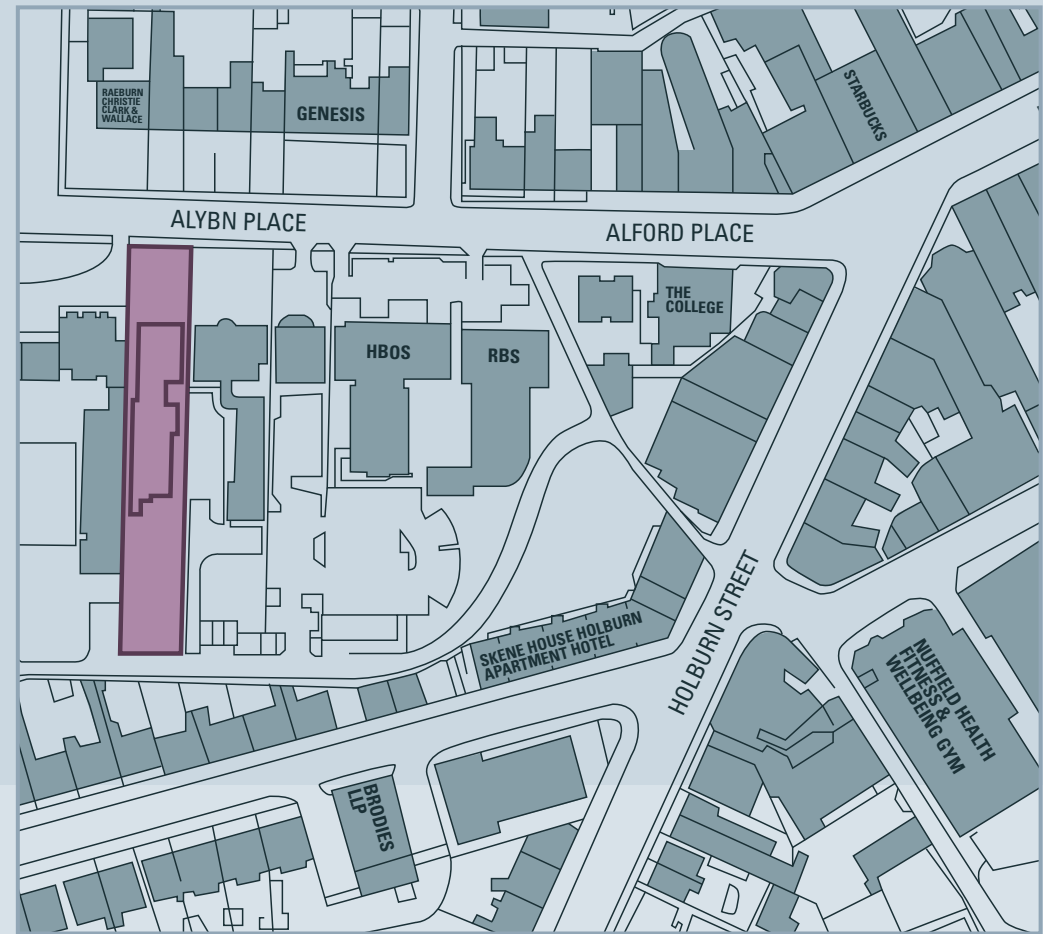 RAEBURN
CHRISTIE
CLARK &
WALLACE
GENESIS
STARBUCKS
ALYBN PLACE
ALFORD PLACE
THE
COLLEGE
HBOS
RBS
HOLBURN STREET
SKENE HOUSE HOLBURN
APARTMENT HOTEL
NUFFIELD HEALTH
FITNESS &
WELLBEING GYM
BRODIES
LLP